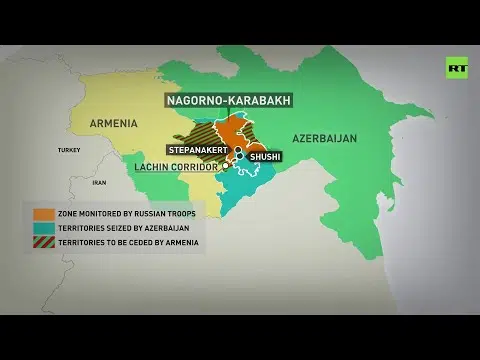 RT
NAGORNO-KARABAKH
ARMENIA
AZERBAIJAN
TURKEY
STEPANAKERT
SHUSHI
LACHIN CORRIDOR
IRAN
ZONE MONITORED BY RUSSIAN TROOPS
TERRITORIES SEIZED BY AZERBAIJAN
TERRITORIES TO BE CEDED BY ARMENIA